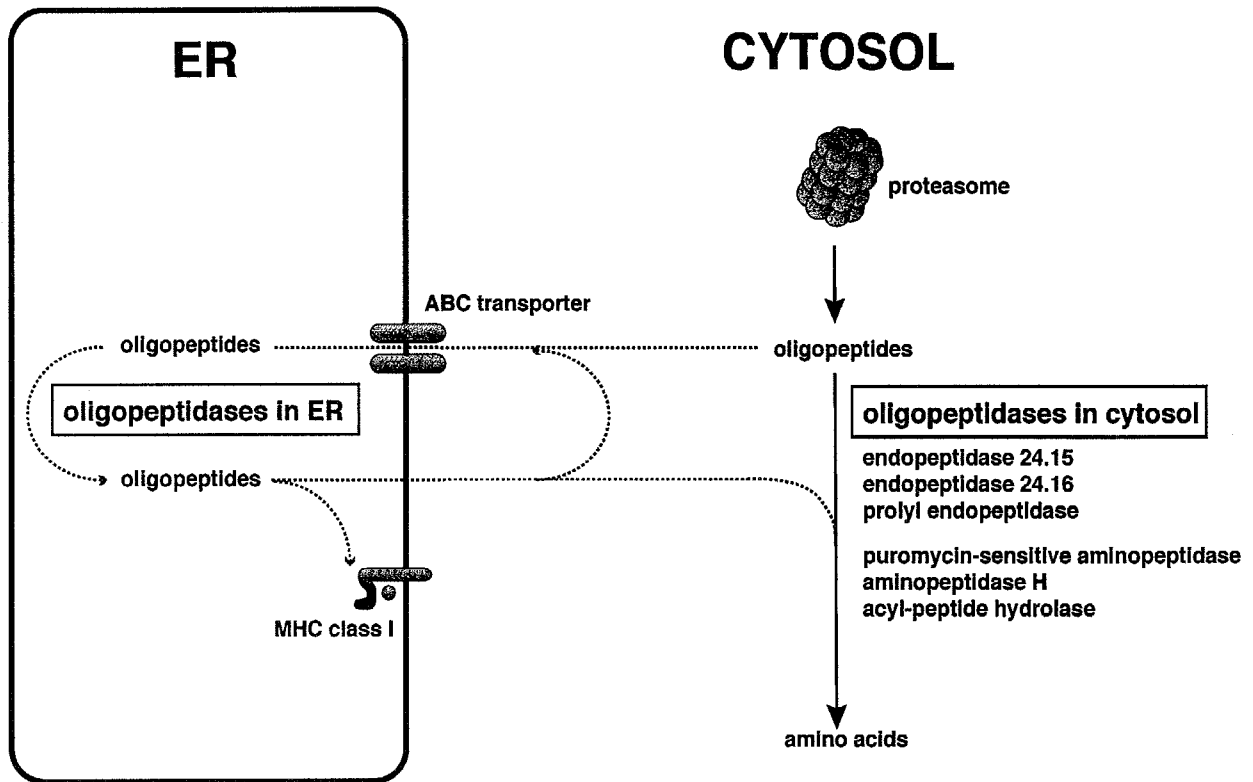 ER
CYTOSOL
proteasome
ABC transporter
oligopeptides
oligopeptides
oligopeptidases in ER
oligopeptidases in cytosol
endopeptidase 24.15
endopeptidase 24.16
prolyl endopeptidase
oligopeptides
puromycin-sensitive aminopeptidase
aminopeptidase H
acyl-peptide hydrolase
MHC class I
amino acids